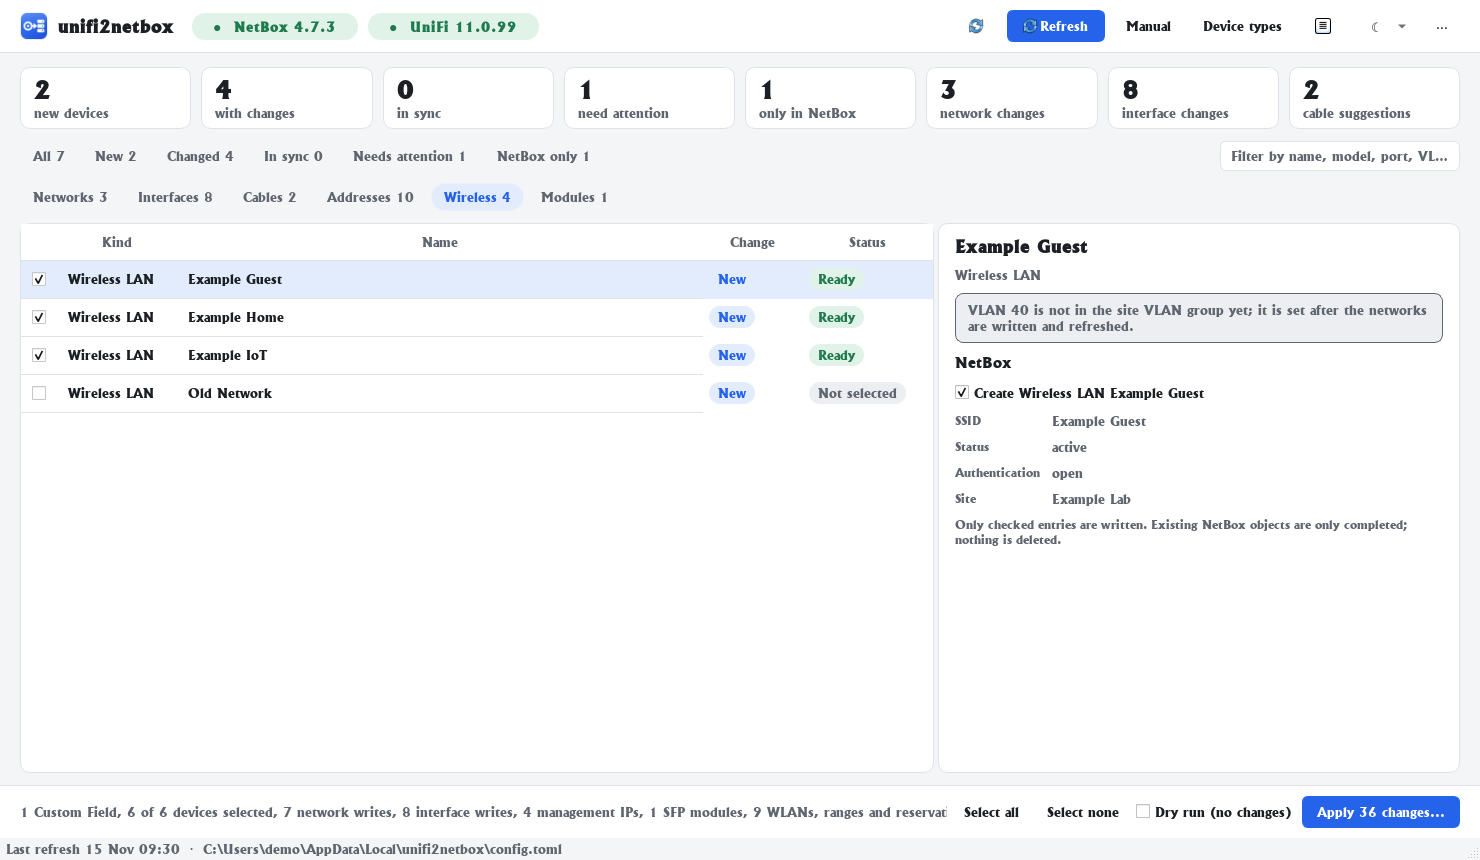 unifi2netbox
● NetBox 4.7.3
● UniFi 11.0.99
Refresh
Manual
Device types
...
2
new devices
4
with changes
0
in sync
1
need attention
1
only in NetBox
3
network changes
8
interface changes
2
cable suggestions
All 7
New 2
Changed 4
In sync 0
Needs attention 1
NetBox only 1
Filter by name, model, port, VL...
Networks 3
Interfaces 8
Cables 2
Addresses 10
Wireless 4
Modules 1
Kind Name Change Status
Wireless LAN Example Guest New Ready
Wireless LAN Example Home New Ready
Wireless LAN Example IoT New Ready
Wireless LAN Old Network New Not selected
Example Guest
Wireless LAN
VLAN 40 is not in the site VLAN group yet; it is set after the networks
are written and refreshed.
NetBox
Create Wireless LAN Example Guest
SSID Example Guest
Status active
Authentication open
Site Example Lab
Only checked entries are written. Existing NetBox objects are only completed;
nothing is deleted.
1 Custom Field, 6 of 6 devices selected, 7 network writes, 8 interface writes, 4 management IPs, 1 SFP modules, 9 WLANs, ranges and
Select all
Select none
Dry run (no changes)
Apply 36 changes...
Last refresh 15 Nov 09:30 · C:\Users\demo\AppData\Local\unifi2netbox\config.toml